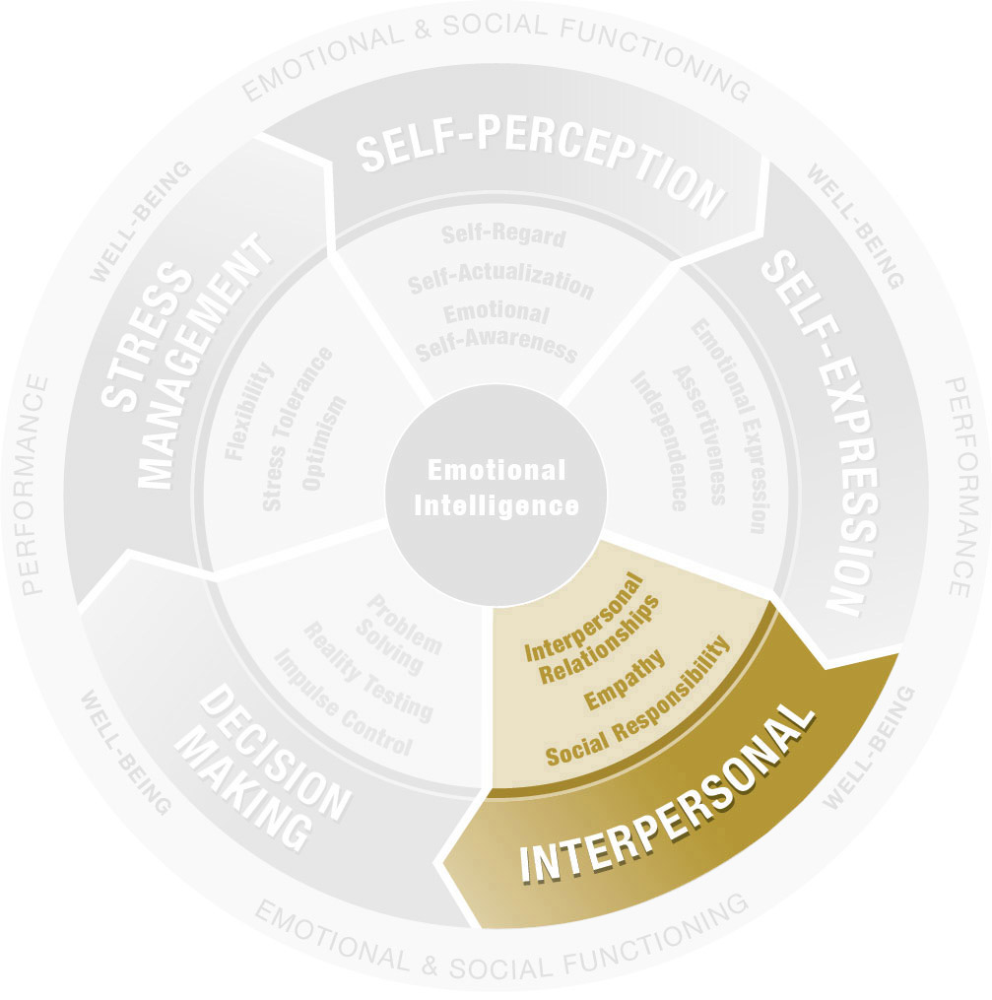 EMOTIONAL & SOCIAL FUNCTIONING
WELL-BEING
WELL-BEING
PERFORMANCE
PERFORMANCE
WELL-BEING
WELL-BEING
EMOTIONAL & SOCIAL FUNCTIONING
SELF-PERCEPTION
Self-Regard
Self-Actualization
Emotional
Self-Awareness
SELF-EXPRESSION
Emotional Expression
Assertiveness
Independence
INTERPERSONAL
Interpersonal
Relationships
Empathy
Social Responsibility
DECISION
MAKING
Problem
Solving
Reality Testing
Impulse Control
STRESS
MANAGEMENT
Flexibility
Stress Tolerance
Optimism
Emotional
Intelligence